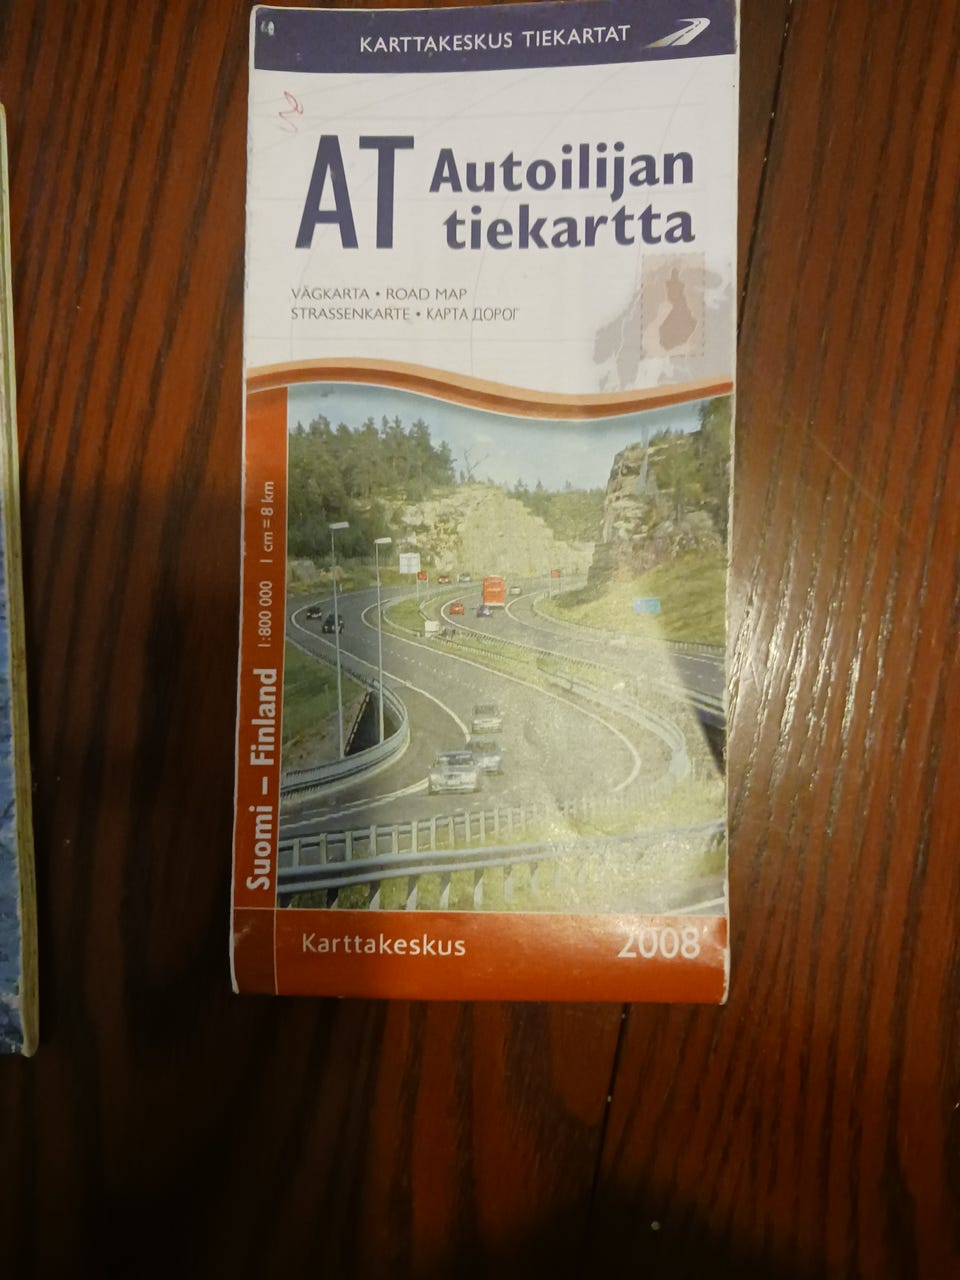 KARTTAKESKUS TIEKARTAT
AT Autoilijan
tiekartta
VÄGKARTA • ROAD MAP
STRASSENKARTE • КАРТА ДОРОГ
Suomi – Finland 1:800 000 1 cm = 8 km
Karttakeskus 2008